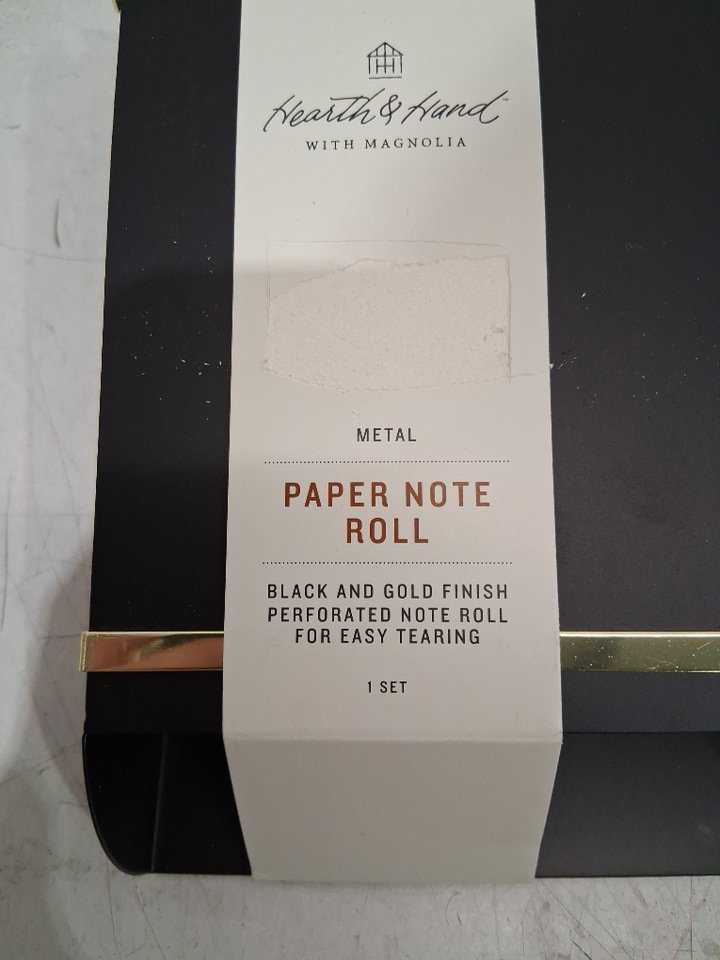 Hearth & Hand™
WITH MAGNOLIA
METAL
PAPER NOTE
ROLL
BLACK AND GOLD FINISH
PERFORATED NOTE ROLL
FOR EASY TEARING
1 SET